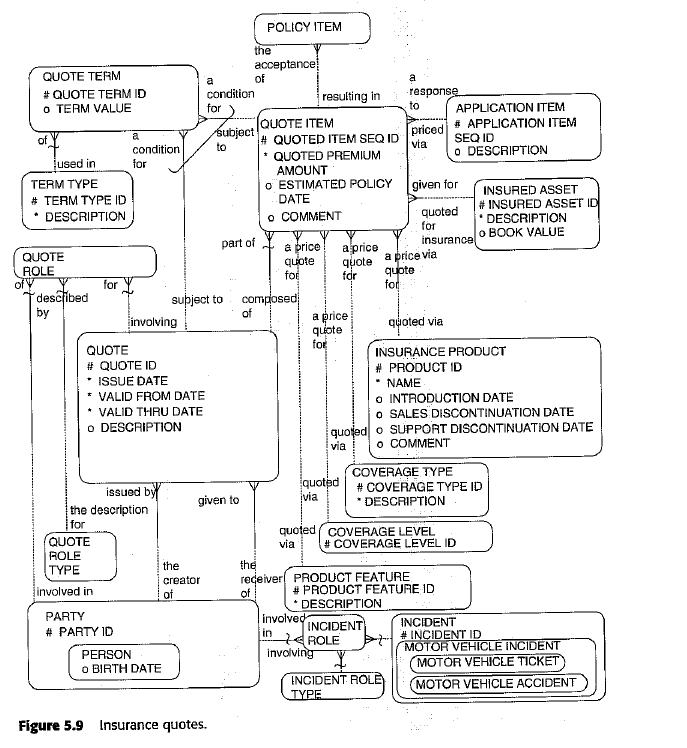 POLICY ITEM
the
acceptance
of
resulting in
QUOTE TERM
# QUOTE TERM ID
o TERM VALUE
a
condition
for
subject
to
a
response
to
priced
via
APPLICATION ITEM
# APPLICATION ITEM
SEQ ID
o DESCRIPTION
QUOTE ITEM
# QUOTED ITEM SEQ ID
* QUOTED PREMIUM
AMOUNT
o ESTIMATED POLICY
DATE
o COMMENT
of
used in
a
condition
for
TERM TYPE
# TERM TYPE ID
* DESCRIPTION
given for
quoted
for
insurance
via
INSURED ASSET
# INSURED ASSET ID
* DESCRIPTION
o BOOK VALUE
QUOTE
ROLE
of
described
by
for
involving
subject to
part of
composed
of
a price
quote
for
a price
quote
for
a price
quote
for
a price
quote
for
quoted via
QUOTE
# QUOTE ID
* ISSUE DATE
* VALID FROM DATE
* VALID THRU DATE
o DESCRIPTION
INSURANCE PRODUCT
# PRODUCT ID
* NAME
o INTRODUCTION DATE
o SALES DISCONTINUATION DATE
o SUPPORT DISCONTINUATION DATE
o COMMENT
quoted
via
COVERAGE TYPE
# COVERAGE TYPE ID
* DESCRIPTION
quoted
via
issued by
given to
the description
for
QUOTE
ROLE
TYPE
quoted
via
COVERAGE LEVEL
# COVERAGE LEVEL ID
the
creator
of
the
receiver
of
PRODUCT FEATURE
# PRODUCT FEATURE ID
* DESCRIPTION
involved in
PARTY
# PARTY ID
PERSON
o BIRTH DATE
involved
in
involving
INCIDENT
ROLE
INCIDENT ROLE
TYPE
INCIDENT
# INCIDENT ID
MOTOR VEHICLE INCIDENT
MOTOR VEHICLE TICKET
MOTOR VEHICLE ACCIDENT
Figure 5.9 Insurance quotes.